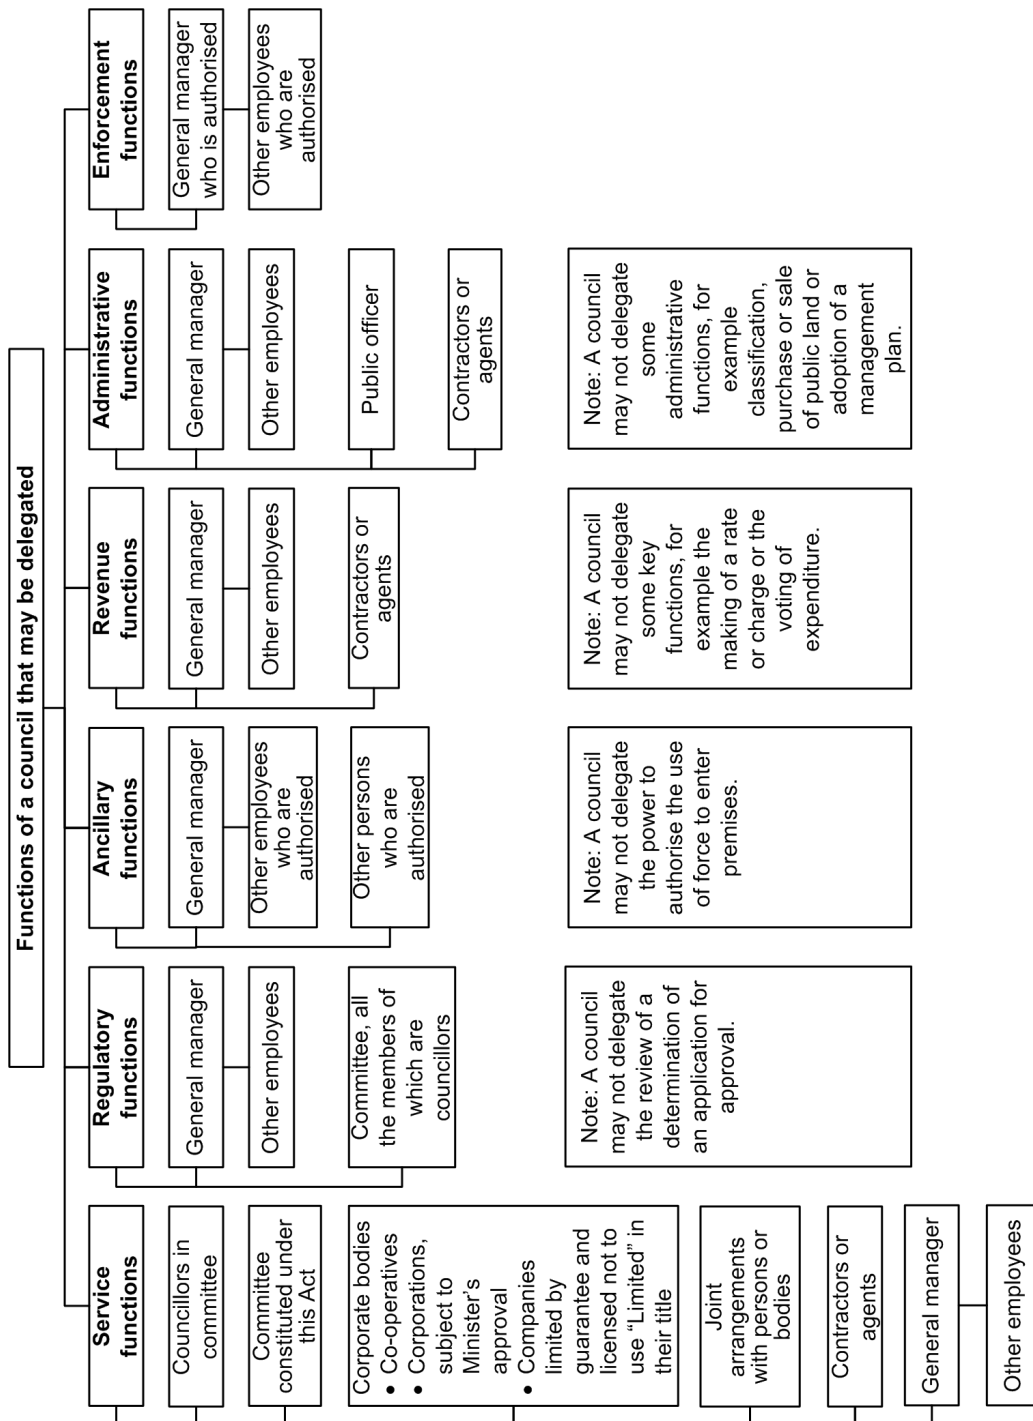 Functions of a council that may be delegated
Service
functions
Councillors in
committee
Committee
constituted under
this Act
Corporate bodies
• Co-operatives
• Corporations,
subject to
Minister’s
approval
• Companies
limited by
guarantee and
licensed not to
use “Limited” in
their title
Joint
arrangements
with persons or
bodies
Contractors or
agents
General manager
Other employees
Regulatory
functions
General manager
Other employees
Committee, all
the members of
which are
councillors
Note: A council
may not delegate
the review of a
determination of
an application for
approval.
Ancillary
functions
General manager
Other employees
who are
authorised
Other persons
who are
authorised
Note: A council
may not delegate
the power to
authorise the use
of force to enter
premises.
Revenue
functions
General manager
Other employees
Contractors or
agents
Note: A council
may not delegate
some key
functions, for
example the
making of a rate
or charge or the
voting of
expenditure.
Administrative
functions
General manager
Other employees
Public officer
Contractors or
agents
Note: A council
may not delegate
some
administrative
functions, for
example
classification,
purchase or sale
of public land or
adoption of a
management
plan.
Enforcement
functions
General manager
who is authorised
Other employees
who are
authorised